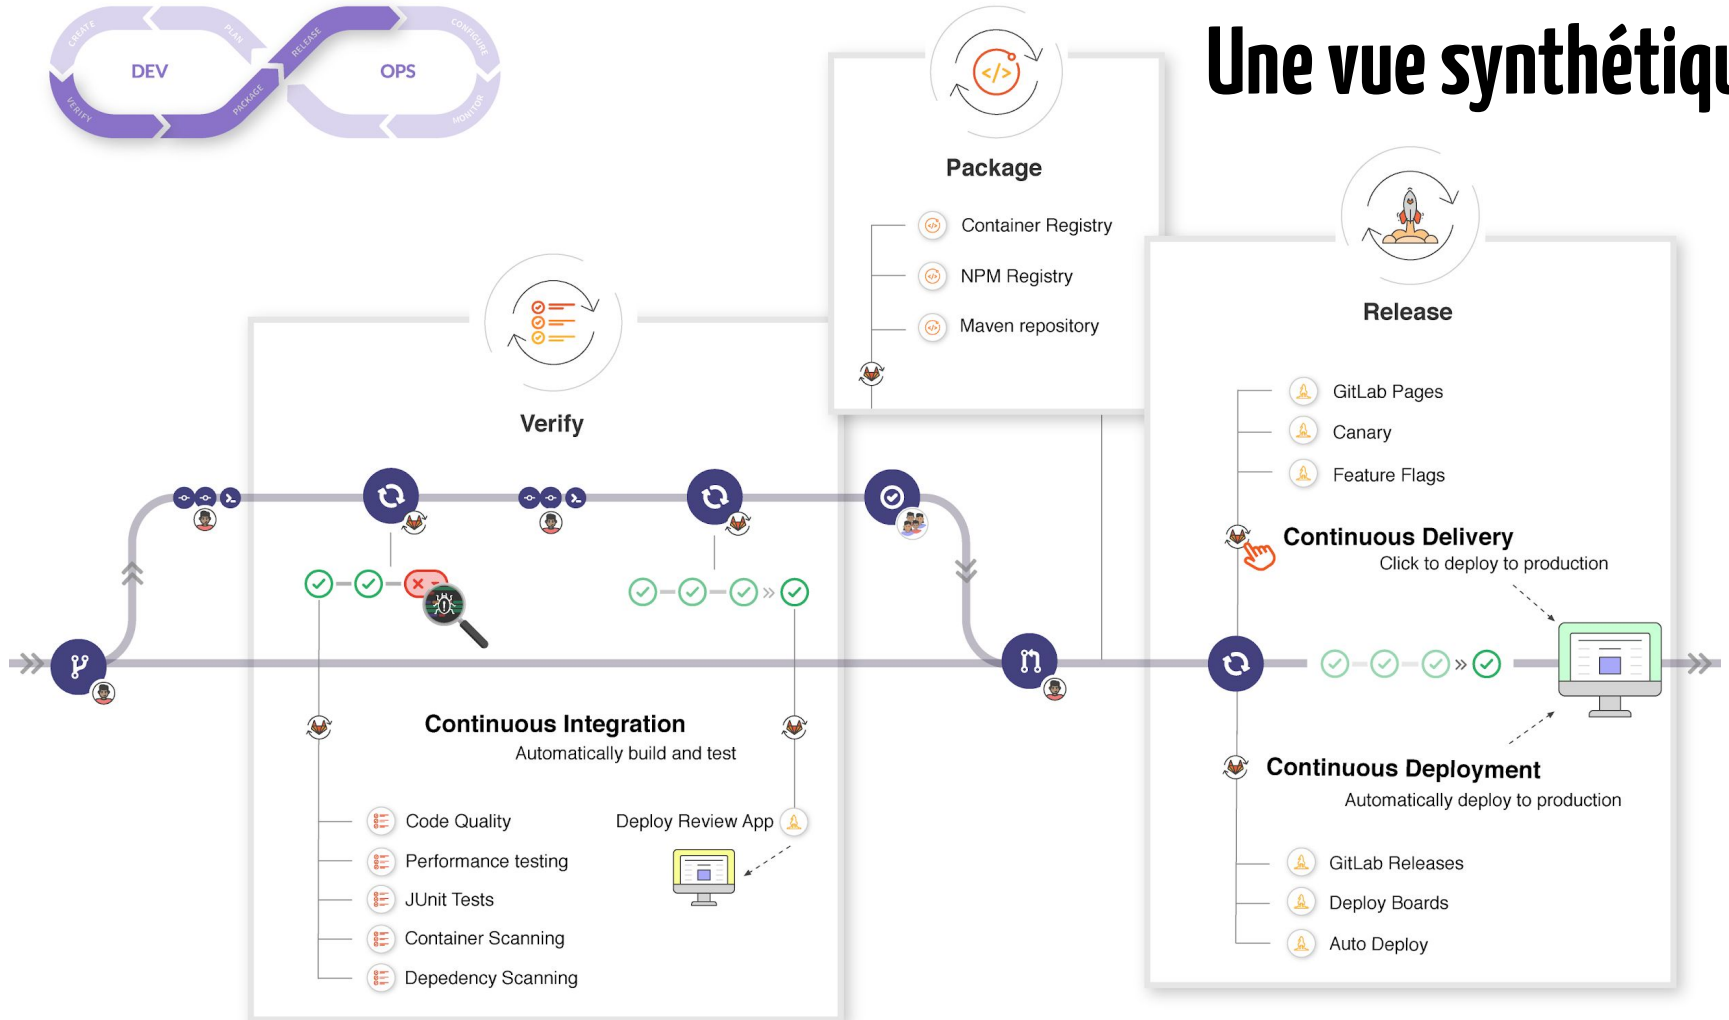 Une vue synthétiqu
CREATE
PLAN
RELEASE
CONFIGURE
DEV
OPS
VERIFY
PACKAGE
MONITOR
Package
Container Registry
NPM Registry
Maven repository
Release
GitLab Pages
Canary
Feature Flags
Continuous Delivery
Click to deploy to production
Continuous Deployment
Automatically deploy to production
GitLab Releases
Deploy Boards
Auto Deploy
Verify
Continuous Integration
Automatically build and test
Code Quality
Performance testing
JUnit Tests
Container Scanning
Depedency Scanning
Deploy Review App